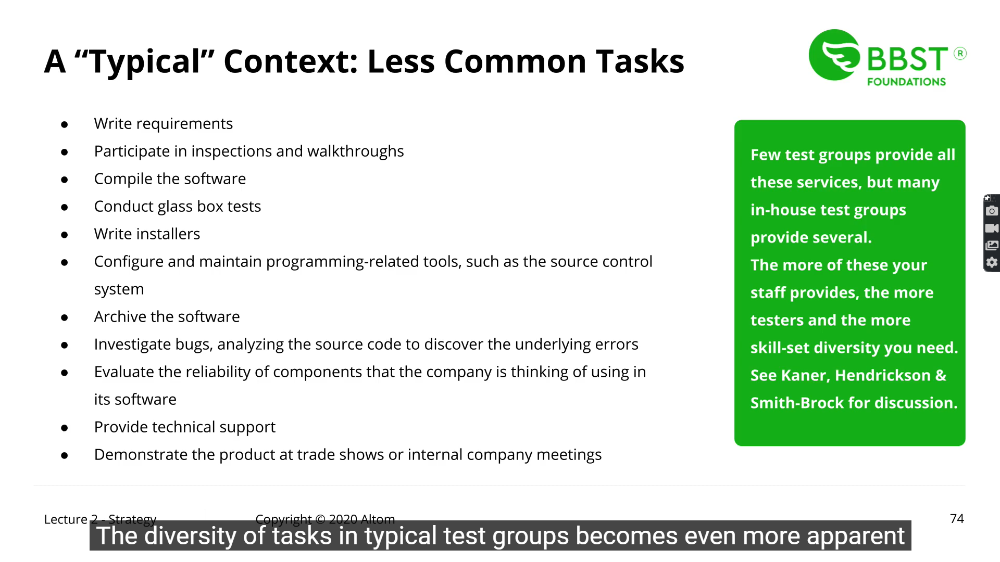 A “Typical” Context: Less Common Tasks
BBST ®
FOUNDATIONS
● Write requirements
● Participate in inspections and walkthroughs
● Compile the software
● Conduct glass box tests
● Write installers
● Configure and maintain programming-related tools, such as the source control
system
● Archive the software
● Investigate bugs, analyzing the source code to discover the underlying errors
● Evaluate the reliability of components that the company is thinking of using in
its software
● Provide technical support
● Demonstrate the product at trade shows or internal company meetings
Few test groups provide all
these services, but many
in-house test groups
provide several.
The more of these your
staff provides, the more
testers and the more
skill-set diversity you need.
See Kaner, Hendrickson &
Smith-Brock for discussion.
Lecture 2 - Strategy
Copyright © 2020 Altom
74
The diversity of tasks in typical test groups becomes even more apparent